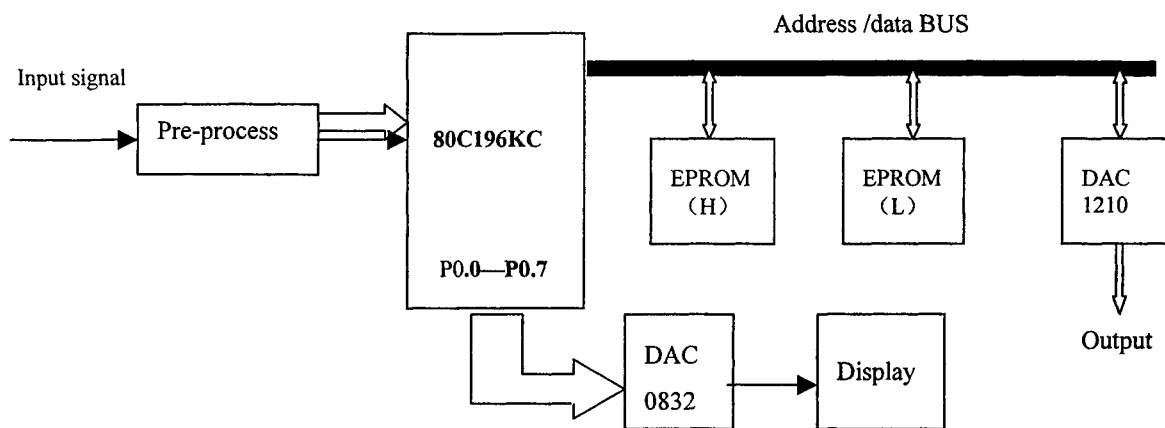 Address /data BUS
Input signal
Pre-process
80C196KC
EPROM
（H）
EPROM
（L）
DAC
1210
P0.0—P0.7
Output
DAC
0832
Display